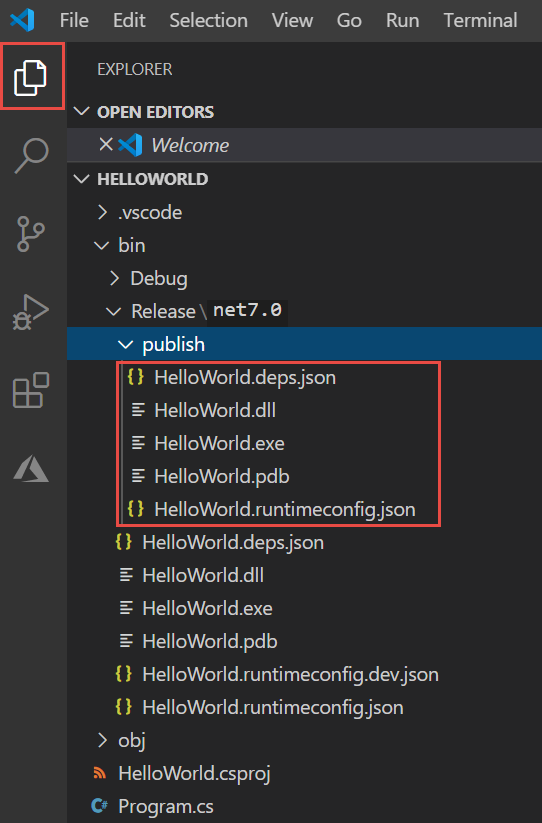 File Edit Selection View Go Run Terminal
EXPLORER
OPEN EDITORS
Welcome
HELLOWORLD
.vscode
bin
Debug
Release\net7.0
publish
HelloWorld.deps.json
HelloWorld.dll
HelloWorld.exe
HelloWorld.pdb
HelloWorld.runtimeconfig.json
HelloWorld.deps.json
HelloWorld.dll
HelloWorld.exe
HelloWorld.pdb
HelloWorld.runtimeconfig.dev.json
HelloWorld.runtimeconfig.json
obj
HelloWorld.csproj
Program.cs